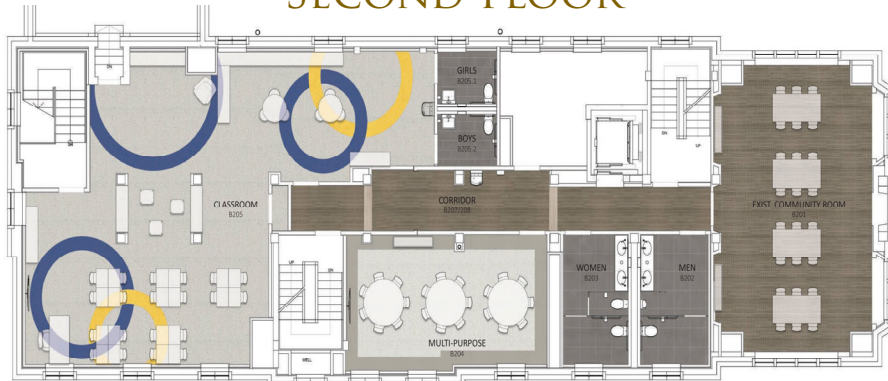 SECOND FLOOR
DN
GIRLS
B205.1
BOYS
B205.2
DN
UP
CLASSROOM
B205
CORRIDOR
B207/208
EXIST. COMMUNITY ROOM
B201
UP
DN
WOMEN
B203
MEN
B202
MULTI-PURPOSE
B204
WELL